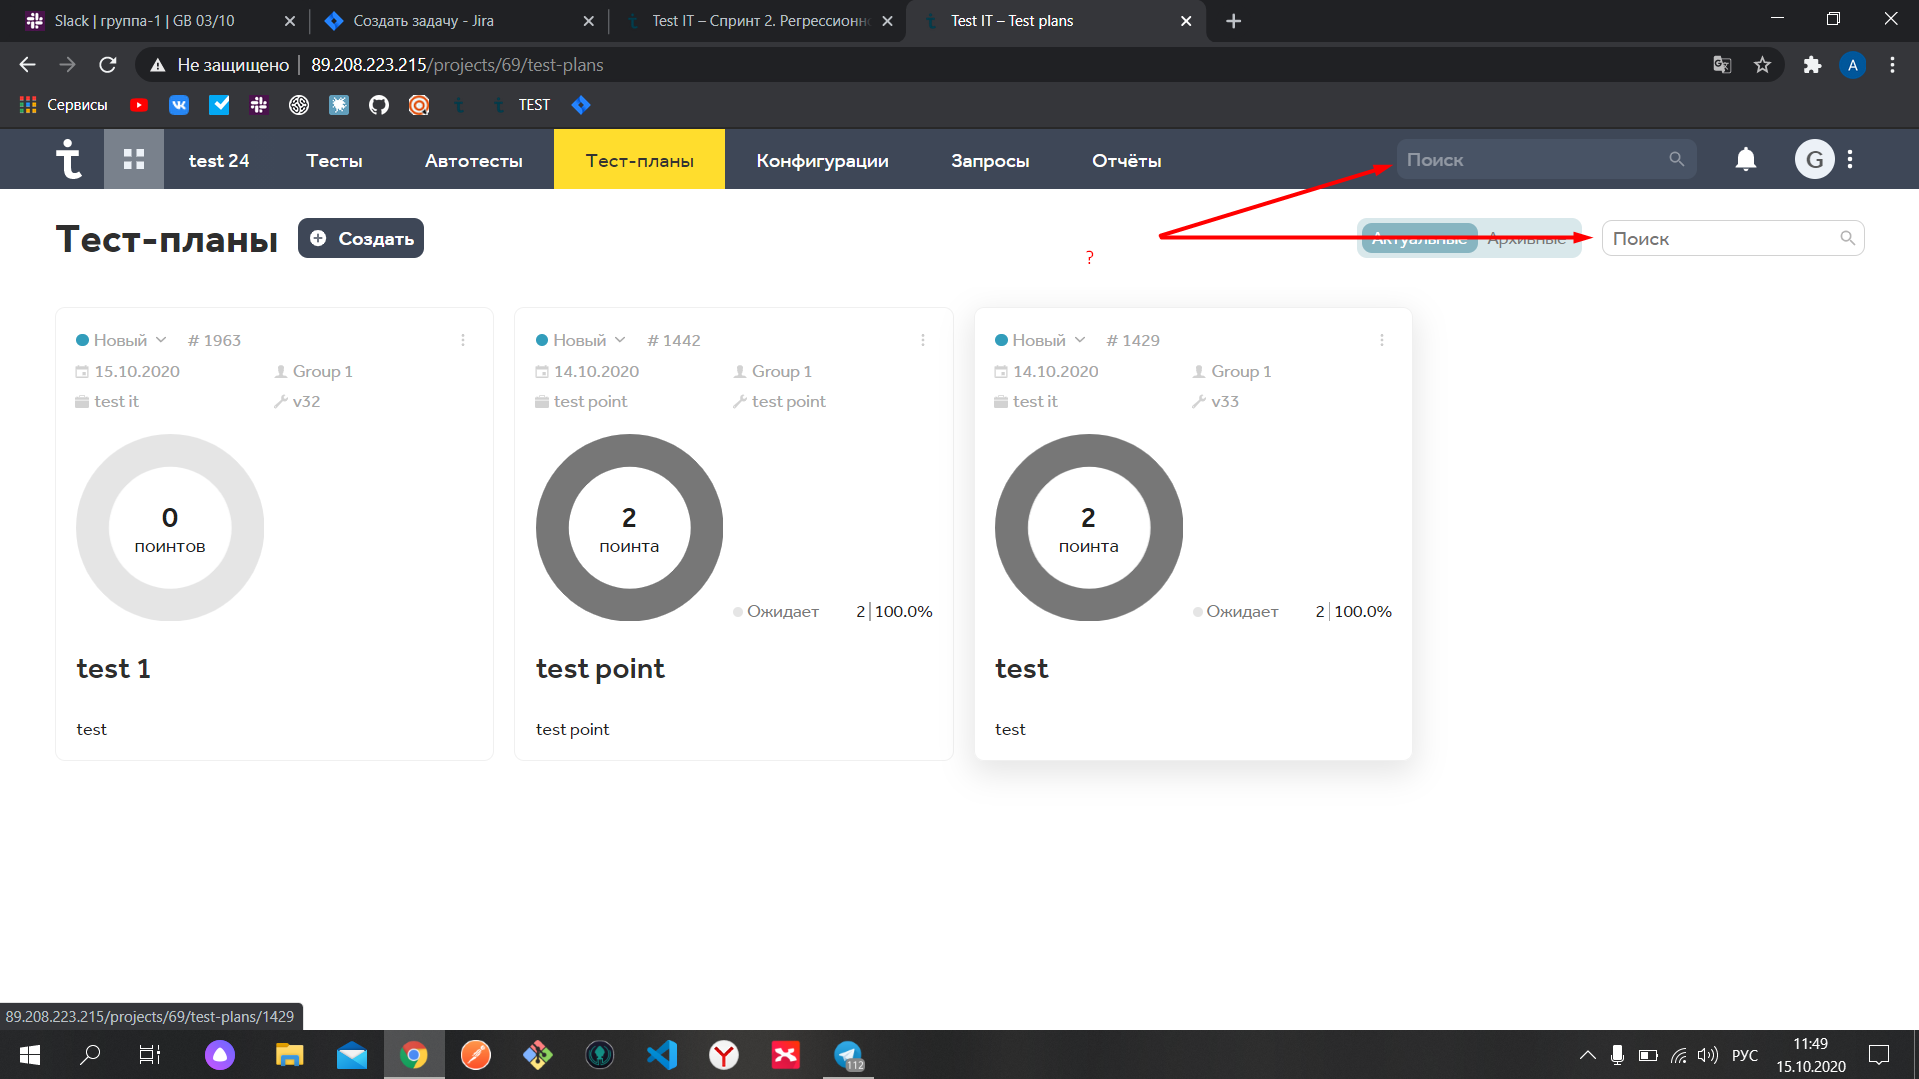 Slack | группа-1 | GB 03/10
Создать задачу - Jira
Test IT – Спринт 2. Регрессионно
Test IT – Test plans
Не защищено | 89.208.223.215/projects/69/test-plans
A
Сервисы
TEST
test 24
Тесты
Автотесты
Тест-планы
Конфигурации
Запросы
Отчёты
Поиск
G
Тест-планы
Создать
?
Актуальные
Архивные
Поиск
Новый # 1963
15.10.2020 Group 1
test it v32
0
поинтов
test 1
test
Новый # 1442
14.10.2020 Group 1
test point test point
2
поинта
Ожидает 2 | 100.0%
test point
test point
Новый # 1429
14.10.2020 Group 1
test it v33
2
поинта
Ожидает 2 | 100.0%
test
test
89.208.223.215/projects/69/test-plans/1429
112
РУС
11:49
15.10.2020